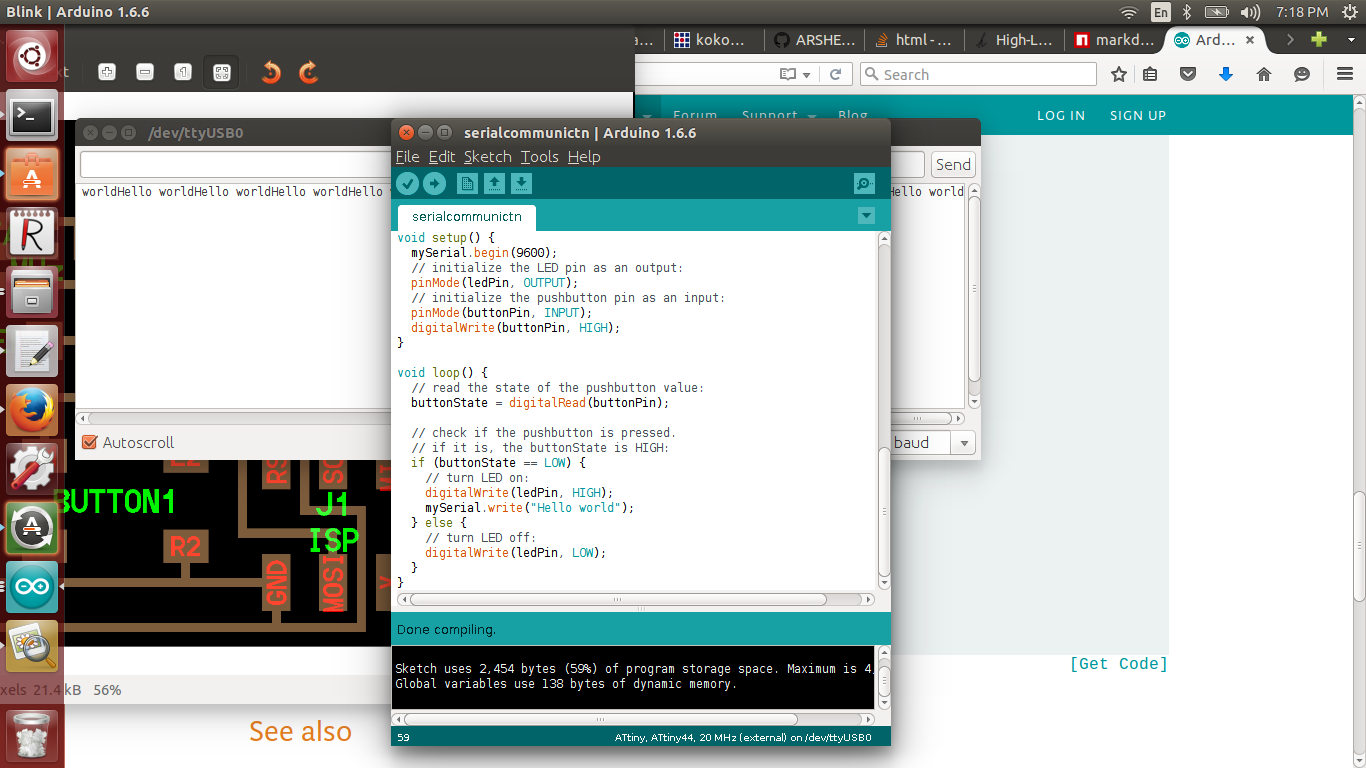 Blink | Arduino 1.6.6
En
7:18 PM
koko...
ARSHE...
html - ...
High-L...
markd...
Ard...
Search
Forum Support Blog
LOG IN SIGN UP
/dev/ttyUSB0
Send
worldHello worldHello worldHello worldHello
Hello world
Autoscroll
baud
serialcommunictn | Arduino 1.6.6
File Edit Sketch Tools Help
serialcommunictn
void setup() {
mySerial.begin(9600);
// initialize the LED pin as an output:
pinMode(ledPin, OUTPUT);
// initialize the pushbutton pin as an input:
pinMode(buttonPin, INPUT);
digitalWrite(buttonPin, HIGH);
}
void loop() {
// read the state of the pushbutton value:
buttonState = digitalRead(buttonPin);
// check if the pushbutton is pressed.
// if it is, the buttonState is HIGH:
if (buttonState == LOW) {
// turn LED on:
digitalWrite(ledPin, HIGH);
mySerial.write("Hello world");
} else {
// turn LED off:
digitalWrite(ledPin, LOW);
}
}
Done compiling.
Sketch uses 2,454 bytes (59%) of program storage space. Maximum is 4,
Global variables use 138 bytes of dynamic memory.
59
ATtiny, ATtiny44, 20 MHz (external) on /dev/ttyUSB0
BUTTON1
J1
ISP
R2
GND
MOSI
xels 21.4 kB 56%
See also
[Get Code]